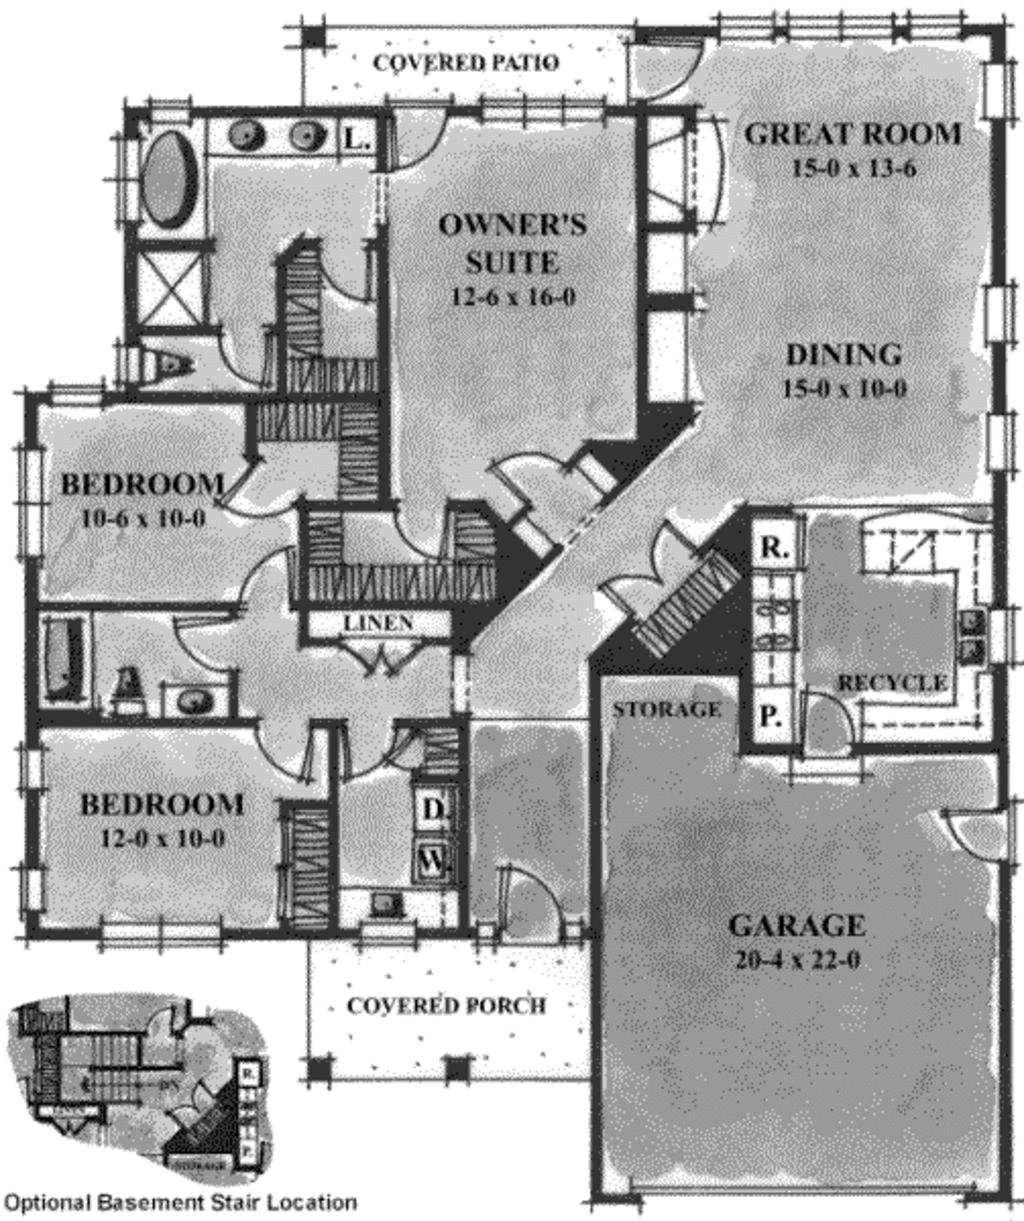 COVERED PATIO
GREAT ROOM
15-0 x 13-6
L.
OWNER'S
SUITE
12-6 x 16-0
DINING
15-0 x 10-0
BEDROOM
10-6 x 10-0
R.
LINEN
RECYCLE
STORAGE
P.
BEDROOM
12-0 x 10-0
D.
W.
GARAGE
20-4 x 22-0
COVERED PORCH
R.
DN
P.
STORAGE
Optional Basement Stair Location